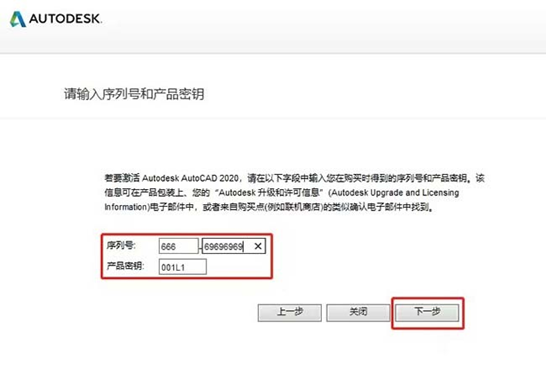 AUTODESK.
请输入序列号和产品密钥
若要激活 Autodesk AutoCAD 2020，请在以下字段中输入您在购买时得到的序列号和产品密钥。该
信息可在产品包装上、您的“Autodesk 升级和许可信息”(Autodesk Upgrade and Licensing
Information)电子邮件中，或者来自购买点(例如联机商店)的类似确认电子邮件中找到。
序列号: 666 - 69696969 ✕
产品密钥: 001L1
上一步 关闭 下一步